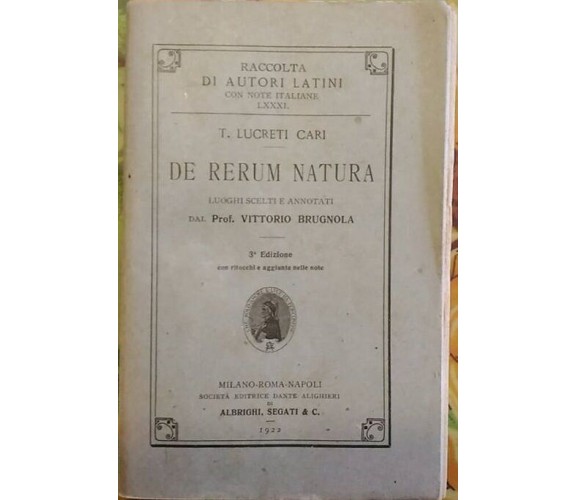 RACCOLTA
DI AUTORI LATINI
CON NOTE ITALIANE
LXXXI.
T. LUCRETI CARI
DE RERUM NATURA
LUOGHI SCELTI E ANNOTATI
DAL Prof. VITTORIO BRUGNOLA
3ª Edizione
con ritocchi e aggiunte nelle note
MILANO-ROMA-NAPOLI
SOCIETÀ EDITRICE DANTE ALIGHIERI
DI
ALBRIGHI, SEGATI & C.
1922